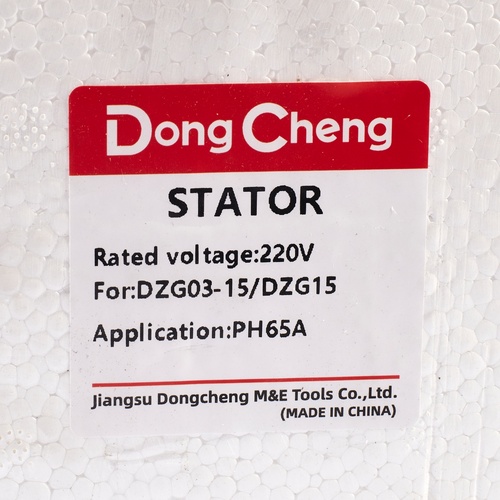 DongCheng
STATOR
Rated voltage:220V
For:DZG03-15/DZG15
Application:PH65A
Jiangsu Dongcheng M&E Tools Co.,Ltd.
(MADE IN CHINA)